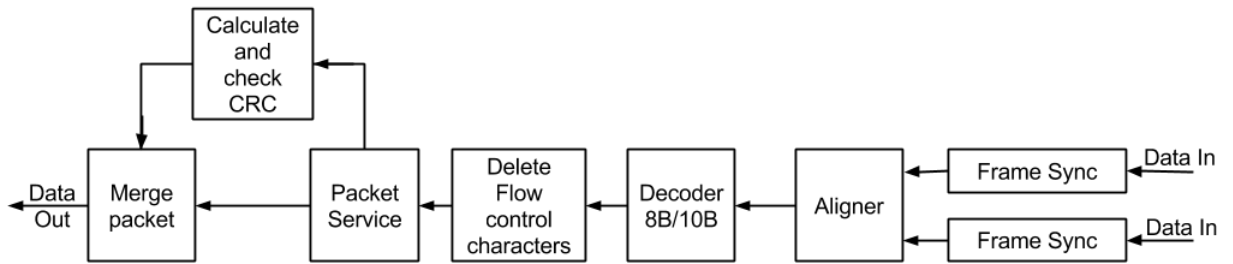 Calculate
and
check
CRC
Data
Out
Merge
packet
Packet
Service
Delete
Flow
control
characters
Decoder
8B/10B
Aligner
Frame Sync
Data In
Frame Sync
Data In